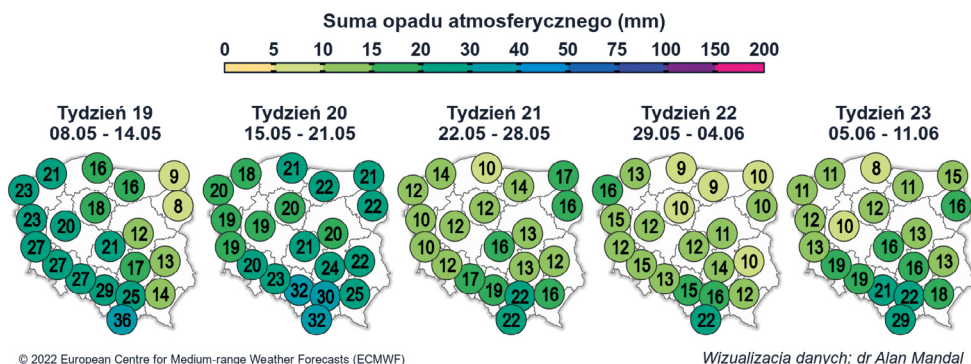 Suma opadu atmosferycznego (mm)
0 5 10 15 20 30 40 50 75 100 150 200
Tydzień 19 Tydzień 20 Tydzień 21 Tydzień 22 Tydzień 23
08.05 - 14.05 15.05 - 21.05 22.05 - 28.05 29.05 - 04.06 05.06 - 11.06
21 16 9 18 21 21 14 10 17 13 9 10 11 8 15
23 16 8 20 22 22 12 14 16 16 9 10 11 11 16
23 20 18 12 19 19 20 20 10 12 12 13 15 12 10 11 12 10 12 13
27 21 19 21 10 16 12 12 13 16
27 17 13 20 24 22 12 13 12 15 14 10 19 16 13
27 29 25 14 23 32 30 25 17 19 22 16 13 15 16 12 19 21 22 18
36 32 22 22 29
© 2022 European Centre for Medium-range Weather Forecasts (ECMWF) Wizualizacja danych: dr Alan Mandal